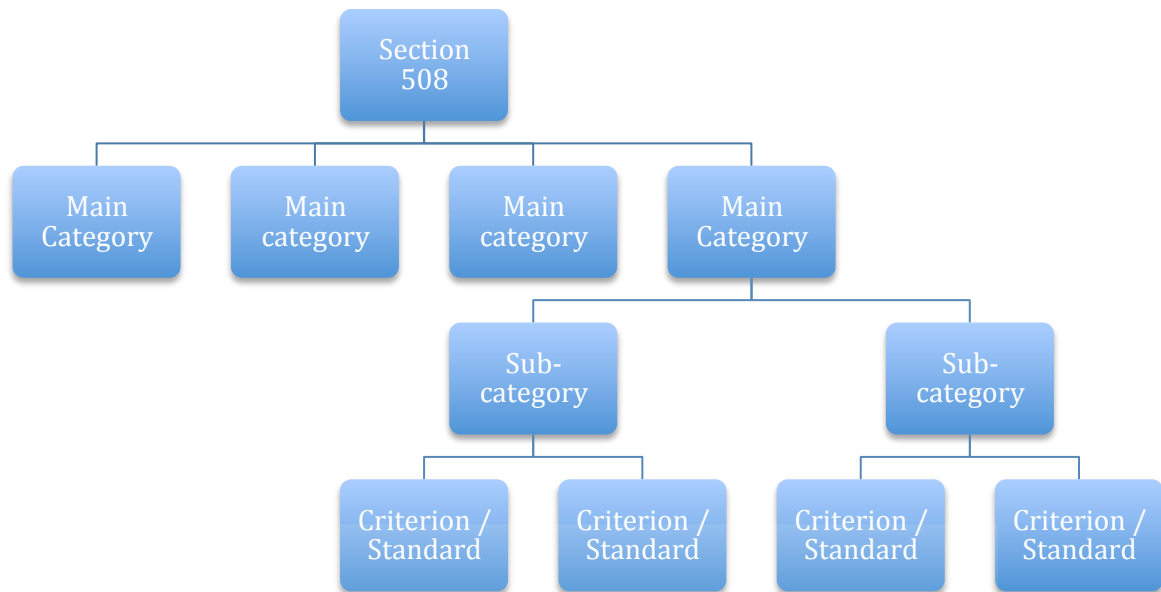 Section
508
Main
Category
Main
category
Main
category
Main
Category
Sub-
category
Sub-
category
Criterion /
Standard
Criterion /
Standard
Criterion /
Standard
Criterion /
Standard